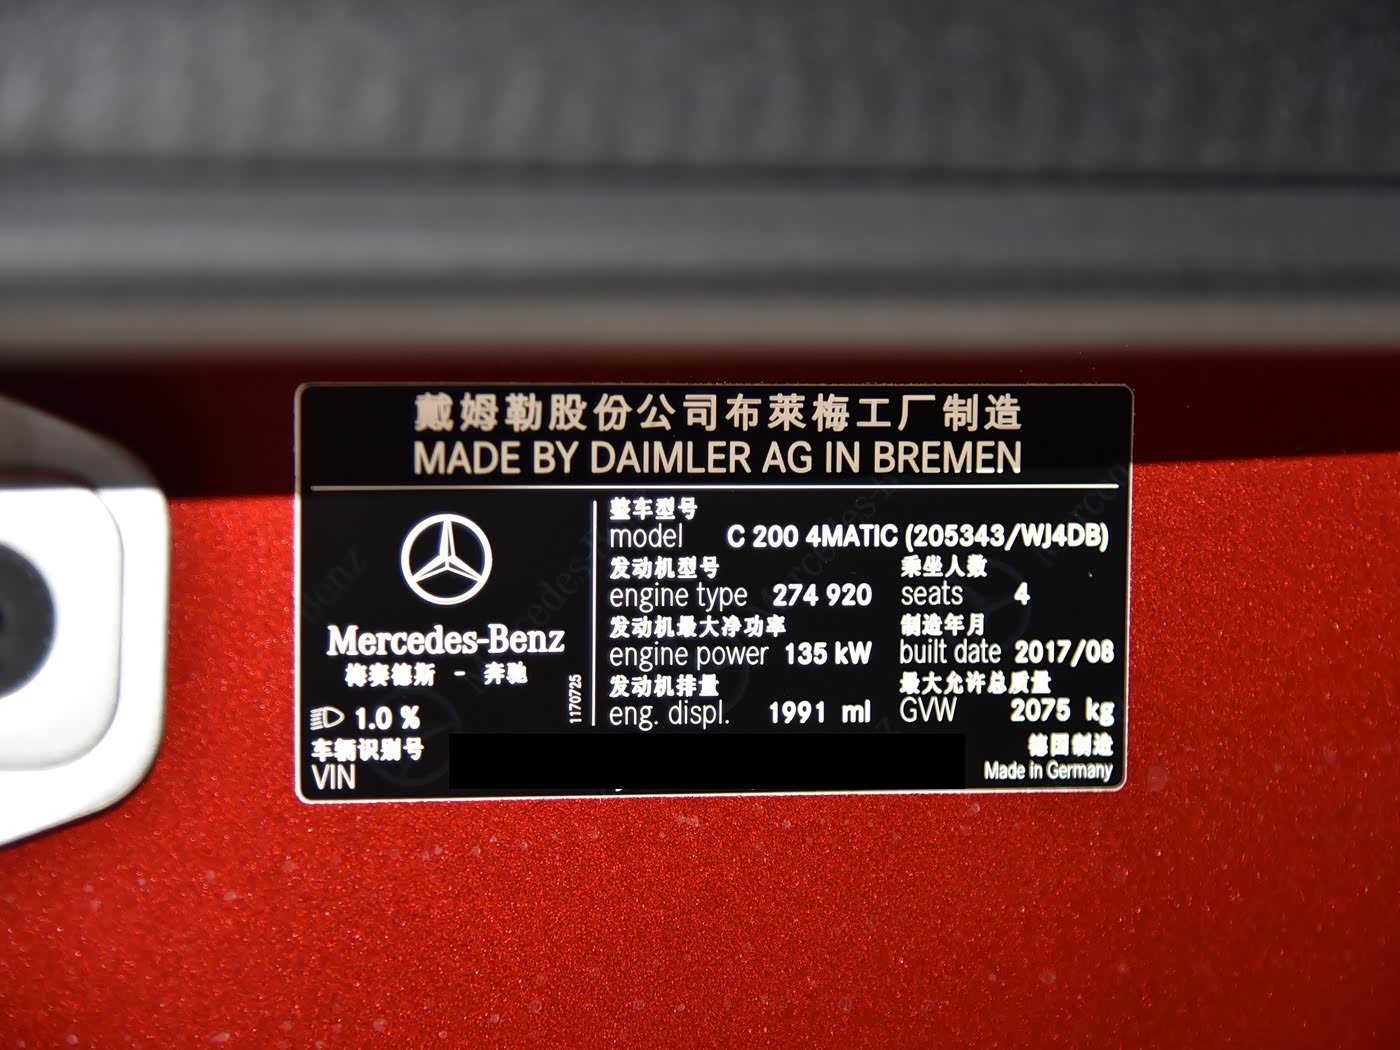 戴姆勒股份公司布萊梅工厂制造
MADE BY DAIMLER AG IN BREMEN
Mercedes-Benz
梅赛德斯 - 奔驰
1.0 %
1170725
整车型号
model C 200 4MATIC (205343/WJ4DB)
发动机型号 乘坐人数
engine type 274 920 seats 4
发动机最大净功率 制造年月
engine power 135 kW built date 2017/08
发动机排量 最大允许总质量
eng. displ. 1991 ml GVW 2075 kg
车辆识别号 德国制造
VIN Made in Germany